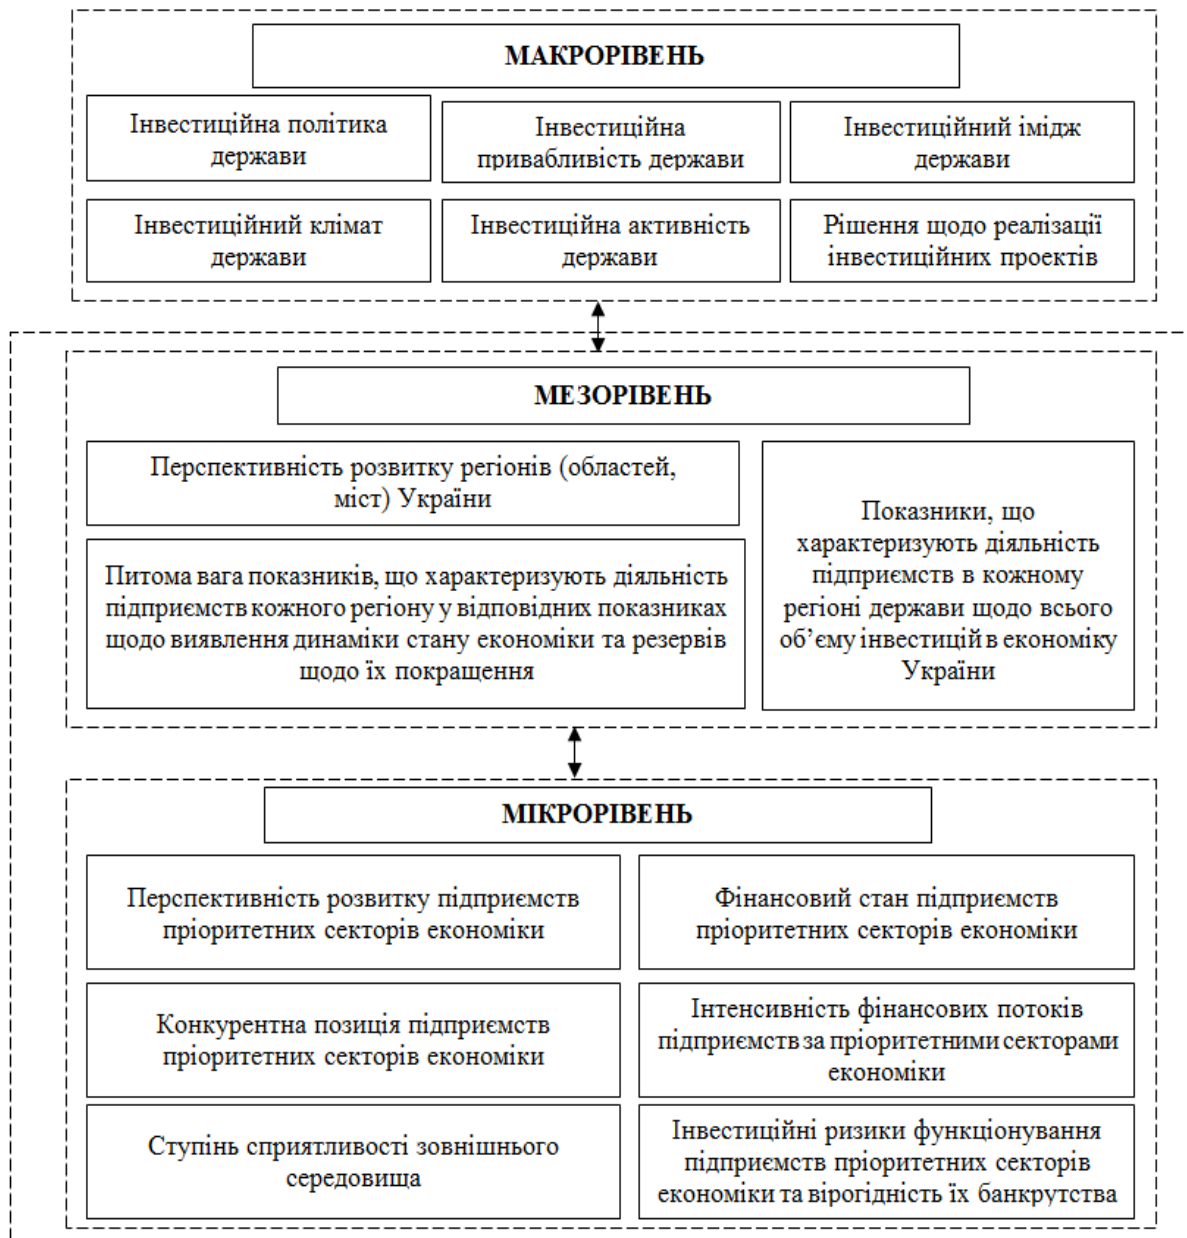 МАКРОРІВЕНЬ
Інвестиційна політика
держави
Інвестиційна
привабливість держави
Інвестиційний імідж
держави
Інвестиційний клімат
держави
Інвестиційна активність
держави
Рішення щодо реалізації
інвестиційних проектів
МЕЗОРІВЕНЬ
Перспективність розвитку регіонів (областей,
міст) України
Питома вага показників, що характеризують діяльність
підприємств кожного регіону у відповідних показниках
щодо виявлення динаміки стану економіки та резервів
щодо їх покращення
Показники, що
характеризують діяльність
підприємств в кожному
регіоні держави щодо всього
об’єму інвестицій в економіку
України
МІКРОРІВЕНЬ
Перспективність розвитку підприємств
пріоритетних секторів економіки
Фінансовий стан підприємств
пріоритетних секторів економіки
Конкурентна позиція підприємств
пріоритетних секторів економіки
Інтенсивність фінансових потоків
підприємств за пріоритетними секторами
економіки
Ступінь сприятливості зовнішнього
середовища
Інвестиційні ризики функціонування
підприємств пріоритетних секторів
економіки та вірогідність їх банкрутства